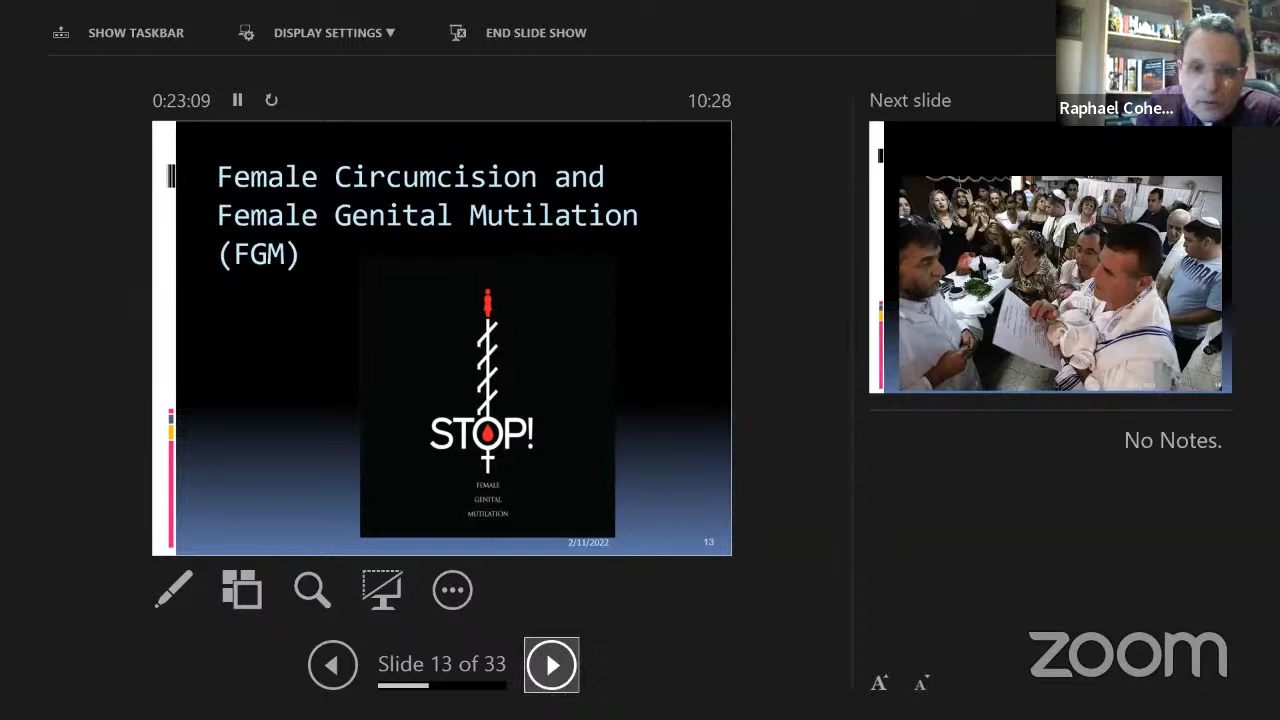 SHOW TASKBAR
DISPLAY SETTINGS ▼
END SLIDE SHOW
Raphael Cohe...
0:23:09
10:28
Next slide
Female Circumcision and
Female Genital Mutilation
(FGM)
STOP!
FEMALE
GENITAL
MUTILATION
2/11/2022
13
No Notes.
Slide 13 of 33
A
A
zoom